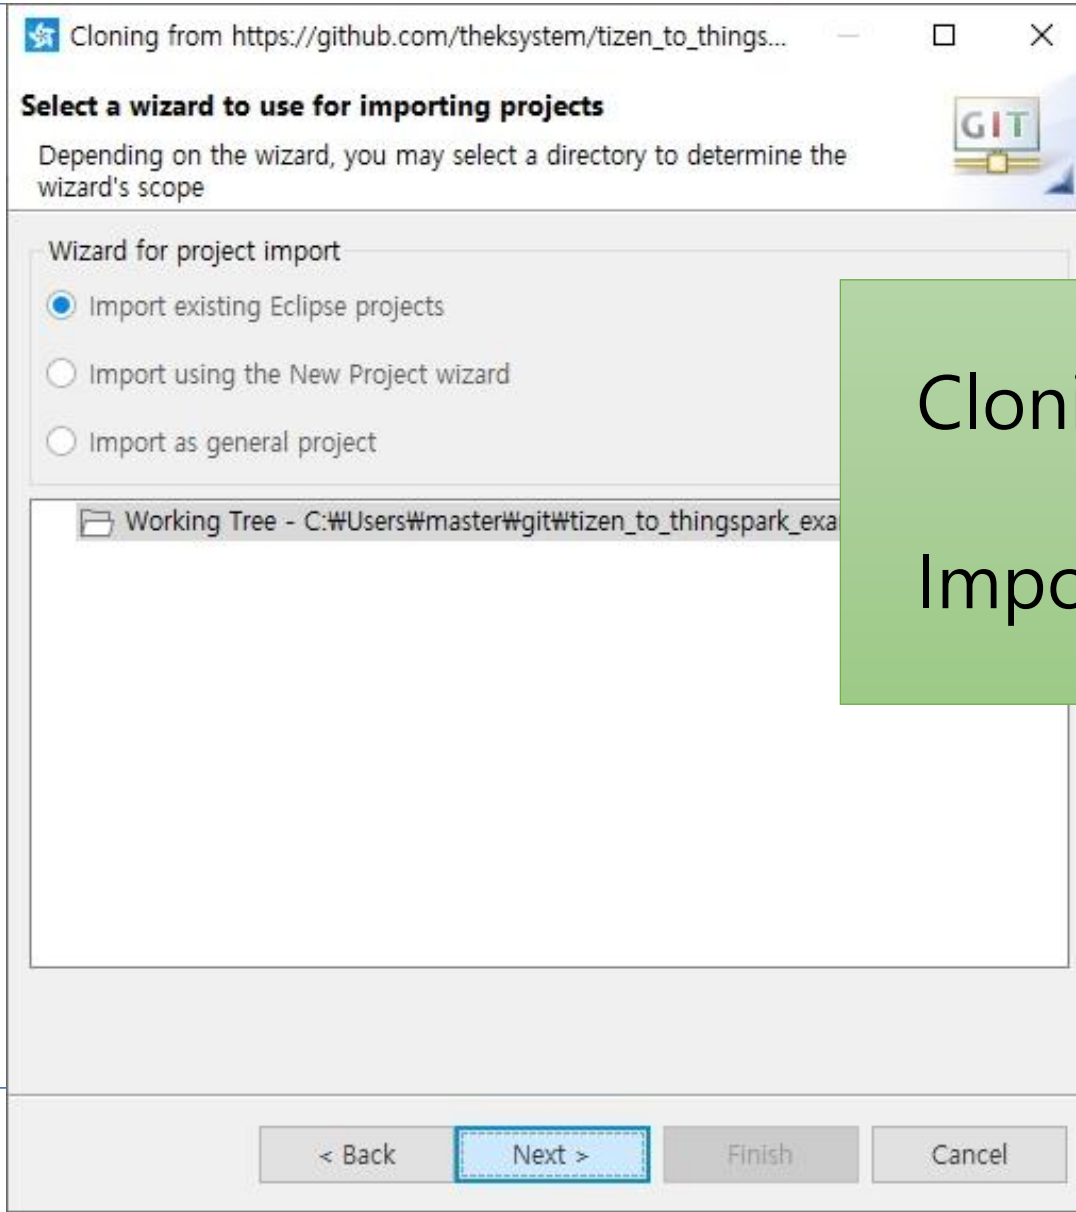 Cloning from https://github.com/theksystem/tizen_to_things...
Select a wizard to use for importing projects
GIT
Depending on the wizard, you may select a directory to determine the
wizard's scope
Wizard for project import
Import existing Eclipse projects
Import using the New Project wizard
Import as general project
Working Tree - C:₩Users₩master₩git₩tizen_to_thingspark_exa
Cloni
Impo
< Back
Next >
Finish
Cancel